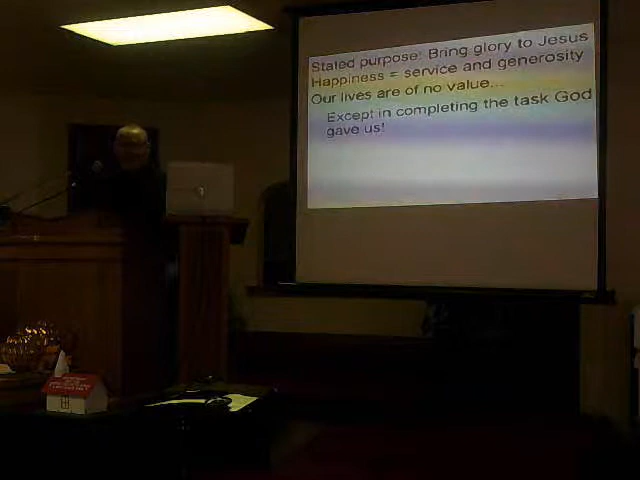 Stated purpose: Bring glory to Jesus
Happiness = service and generosity
Our lives are of no value...
Except in completing the task God
gave us!